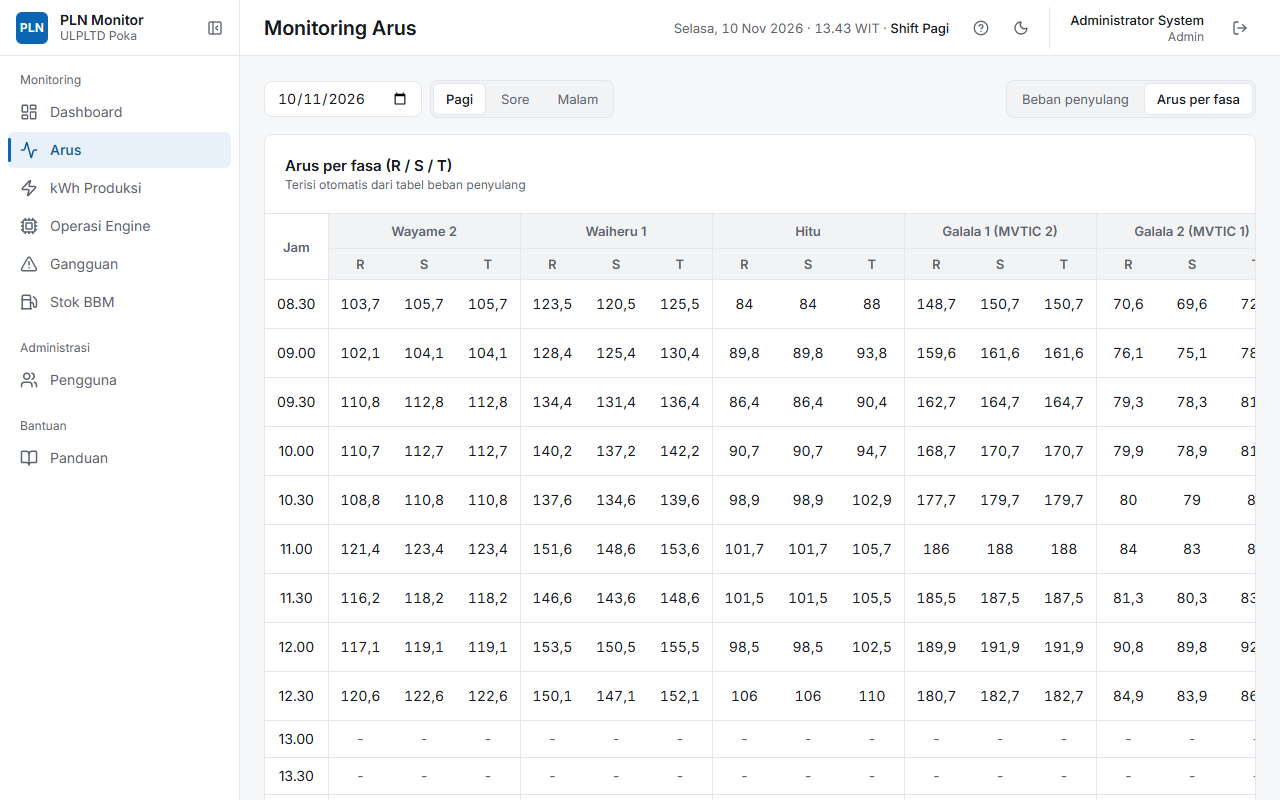 PLN
PLN Monitor
ULPLTD Poka
Monitoring
Dashboard
Arus
kWh Produksi
Operasi Engine
Gangguan
Stok BBM
Administrasi
Pengguna
Bantuan
Panduan
Monitoring Arus
Selasa, 10 Nov 2026 · 13.43 WIT · Shift Pagi
Administrator System
Admin
10/11/2026
Pagi Sore Malam
Beban penyulang Arus per fasa
Arus per fasa (R / S / T)
Terisi otomatis dari tabel beban penyulang
Jam Wayame 2 Waiheru 1 Hitu Galala 1 (MVTIC 2) Galala 2 (MVTIC 1)
R S T R S T R S T R S T R S
08.30 103,7 105,7 105,7 123,5 120,5 125,5 84 84 88 148,7 150,7 150,7 70,6 69,6
09.00 102,1 104,1 104,1 128,4 125,4 130,4 89,8 89,8 93,8 159,6 161,6 161,6 76,1 75,1
09.30 110,8 112,8 112,8 134,4 131,4 136,4 86,4 86,4 90,4 162,7 164,7 164,7 79,3 78,3
10.00 110,7 112,7 112,7 140,2 137,2 142,2 90,7 90,7 94,7 168,7 170,7 170,7 79,9 78,9
10.30 108,8 110,8 110,8 137,6 134,6 139,6 98,9 98,9 102,9 177,7 179,7 179,7 80 79
11.00 121,4 123,4 123,4 151,6 148,6 153,6 101,7 101,7 105,7 186 188 188 84 83
11.30 116,2 118,2 118,2 146,6 143,6 148,6 101,5 101,5 105,5 185,5 187,5 187,5 81,3 80,3
12.00 117,1 119,1 119,1 153,5 150,5 155,5 98,5 98,5 102,5 189,9 191,9 191,9 90,8 89,8
12.30 120,6 122,6 122,6 150,1 147,1 152,1 106 106 110 180,7 182,7 182,7 84,9 83,9
13.00 - - - - - - - - - - - - - -
13.30 - - - - - - - - - - - - - -